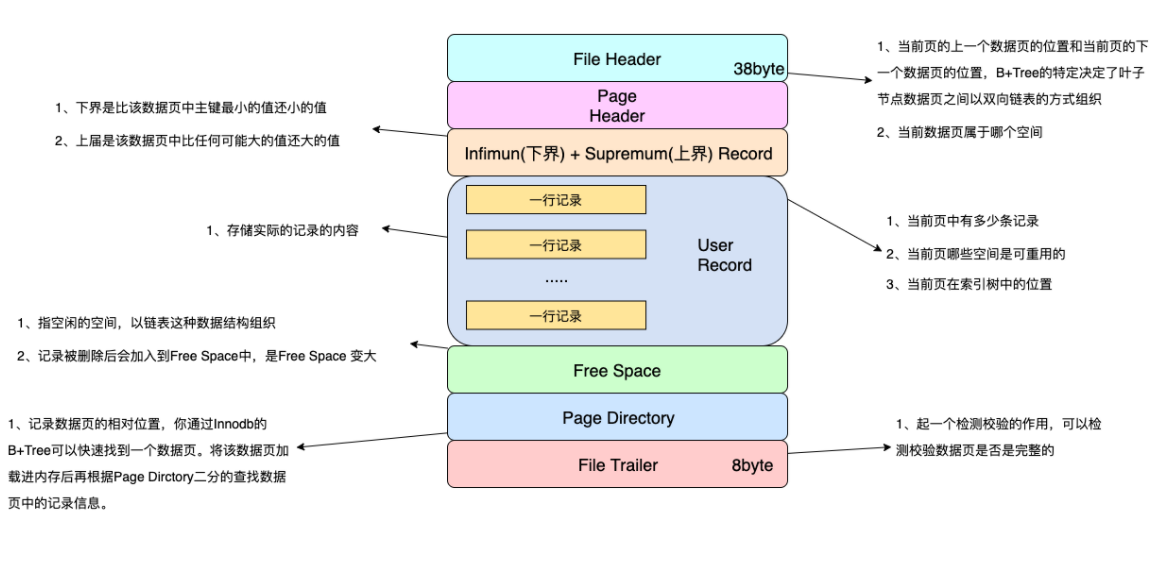 File Header
38byte
Page
Header
Infimun(下界) + Supremum(上界) Record
一行记录
一行记录
.....
一行记录
User
Record
Free Space
Page Directory
File Trailer
8byte
1、下界是比该数据页中主键最小的值还小的值
2、上届是该数据页中比任何可能大的值还大的值
1、存储实际的记录的内容
1、指空闲的空间，以链表这种数据结构组织
2、记录被删除后会加入到Free Space中，是Free Space 变大
1、记录数据页的相对位置，你通过Innodb的
B+Tree可以快速找到一个数据页。将该数据页加
载进内存后再根据Page Dirctory二分的查找数据
页中的记录信息。
1、当前页的上一个数据页的位置和当前页的下
一个数据页的位置，B+Tree的特定决定了叶子
节点数据页之间以双向链表的方式组织
2、当前数据页属于哪个空间
1、当前页中有多少条记录
2、当前页哪些空间是可重用的
3、当前页在索引树中的位置
1、起一个检测校验的作用，可以检
测校验数据页是否是完整的